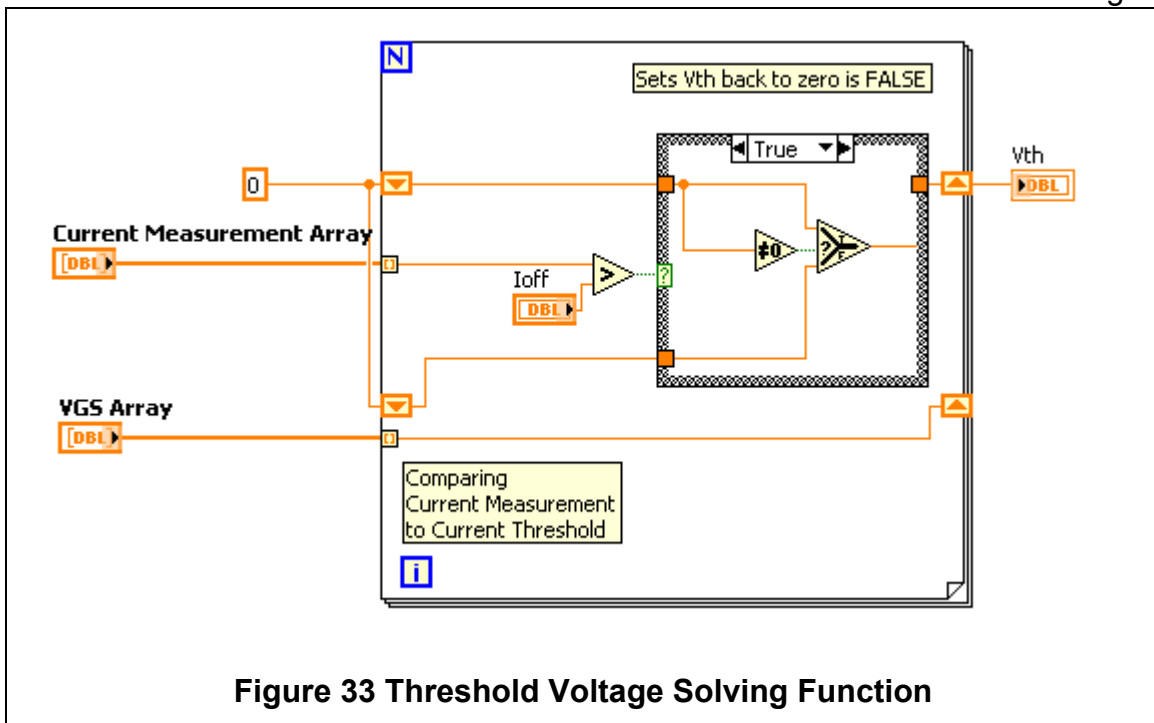 g
N
Sets Vth back to zero is FALSE
True
Vth
DBL
0
Current Measurement Array
[DBL]
Ioff
DBL
>
?
≠0
?
F
VGS Array
[DBL]
Comparing
Current Measurement
to Current Threshold
i
Figure 33 Threshold Voltage Solving Function